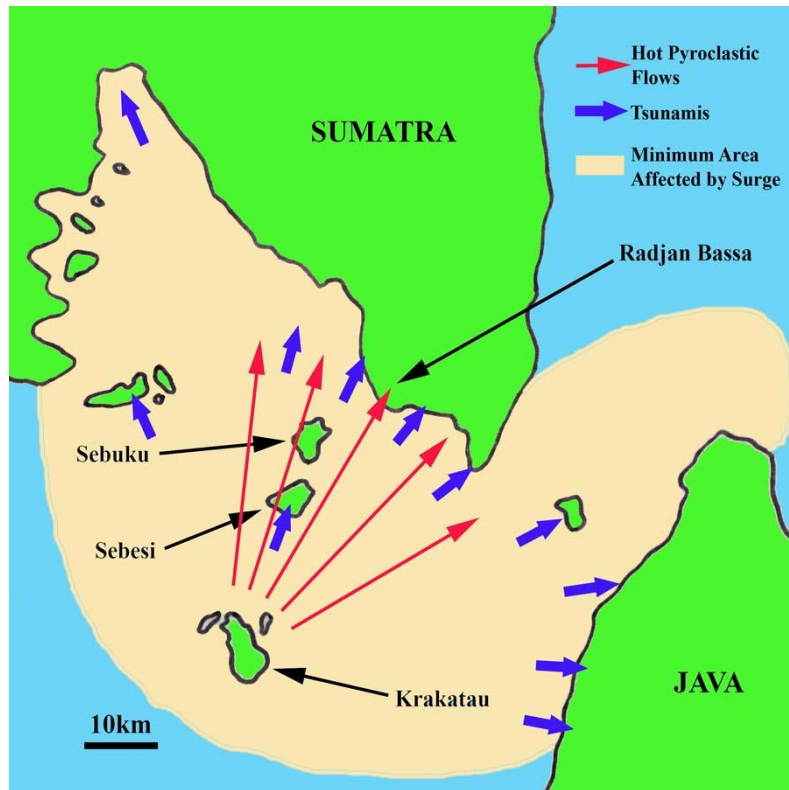 Hot Pyroclastic
Flows
SUMATRA
Tsunamis
Minimum Area
Affected by Surge
Radjan Bassa
Sebuku
Sebesi
Krakatau
JAVA
10km